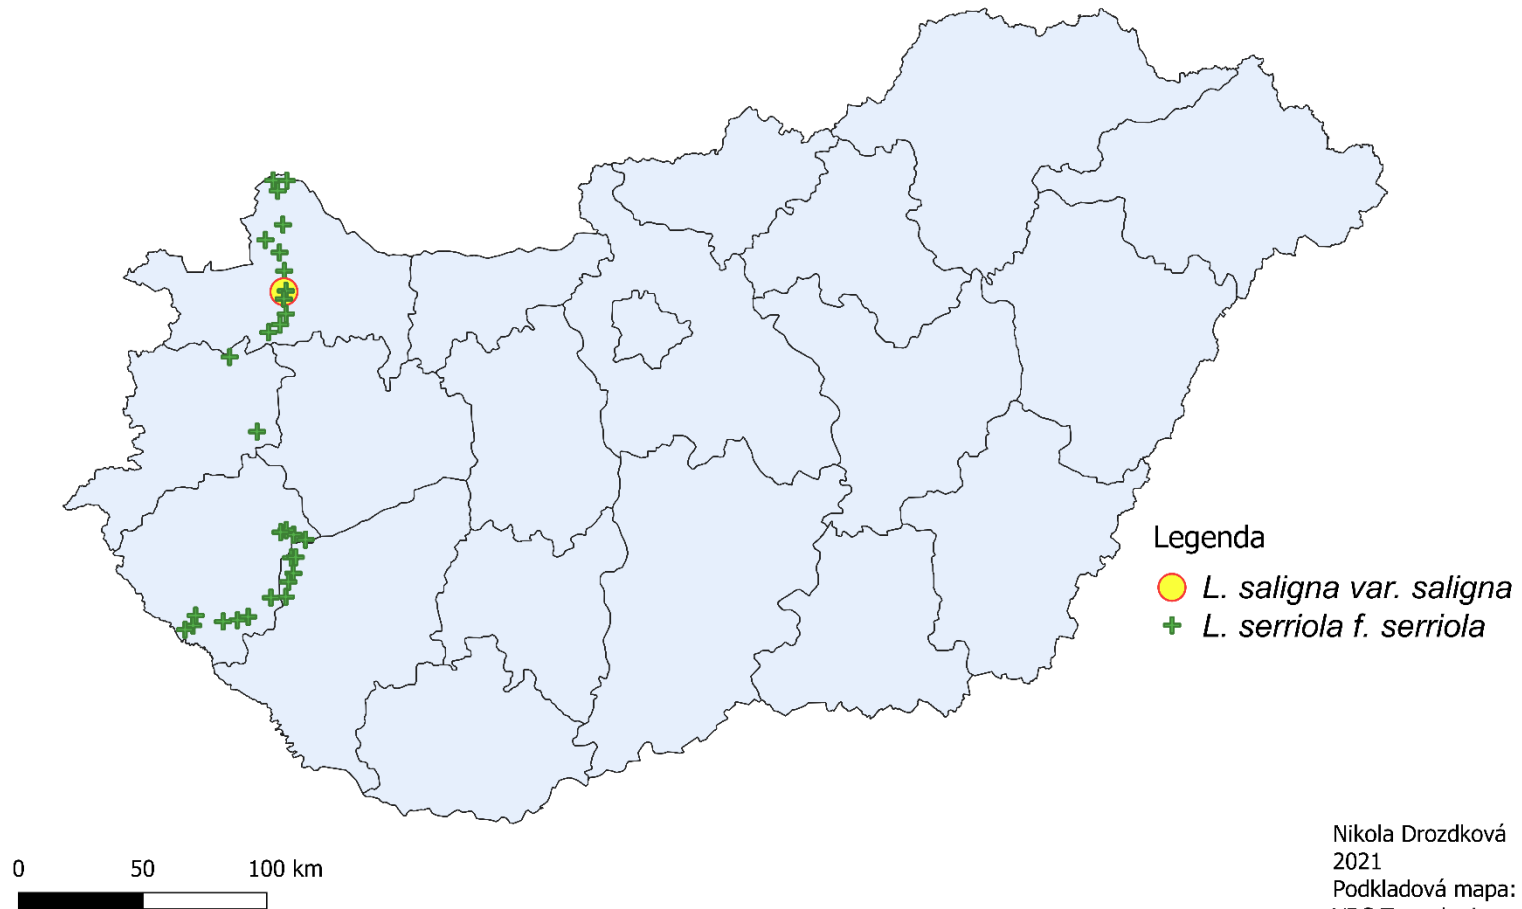 Legenda
L. saligna var. saligna
L. serriola f. serriola
0 50 100 km
Nikola Drozdková
2021
Podkladová mapa: